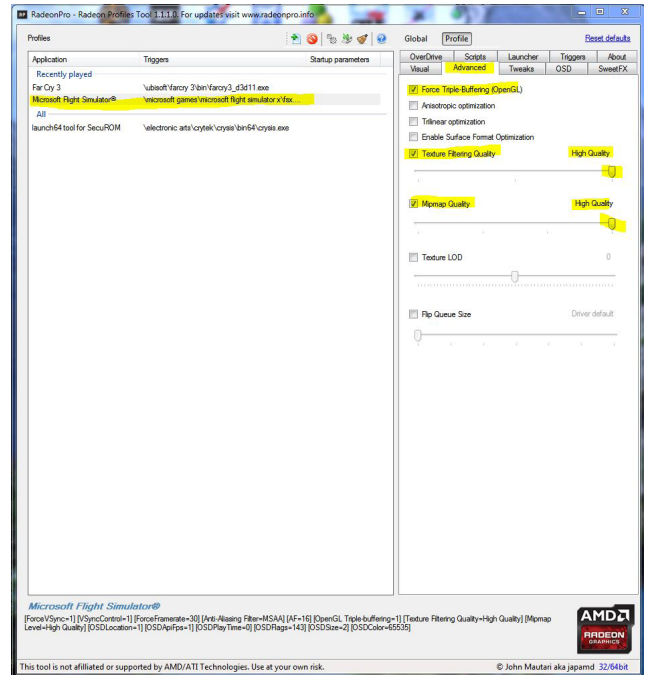 RadeonPro - Radeon Profiles Tool 1.1.1.0. For updates visit www.radeonpro.info
Profiles
Global Profile Reset defaults
Application Triggers Startup parameters
Recently played
Far Cry 3 \ubisoft\farcry 3\bin\farcry3_d3d11.exe
Microsoft Flight Simulator® \microsoft games\microsoft flight simulator x\fsx....
All
launch64 tool for SecuROM \electronic arts\crytek\crysis\bin64\crysis.exe
OverDrive Scripts Launcher Triggers About
Visual Advanced Tweaks OSD SweetFX
Force Triple-Buffering (OpenGL)
Anisotropic optimization
Trilinear optimization
Enable Surface Format Optimization
Texture Filtering Quality High Quality
Mipmap Quality High Quality
Texture LOD 0
Flip Queue Size Driver default
Microsoft Flight Simulator®
[ForceVSync=1] [VSyncControl=1] [ForceFramerate=30] [Anti-Aliasing Filter=MSAA] [AF=16] [OpenGL Triple-buffering=1] [Texture Filtering Quality=High Quality] [Mipmap
Level=High Quality] [OSDLocation=1] [OSDApiFps=1] [OSDPlayTime=0] [OSDFlags=143] [OSDSize=2] [OSDColor=65535]
AMD
RADEON
GRAPHICS
This tool is not afilliated or supported by AMD/ATI Technologies. Use at your own risk. © John Mautari aka japamd 32/64bit